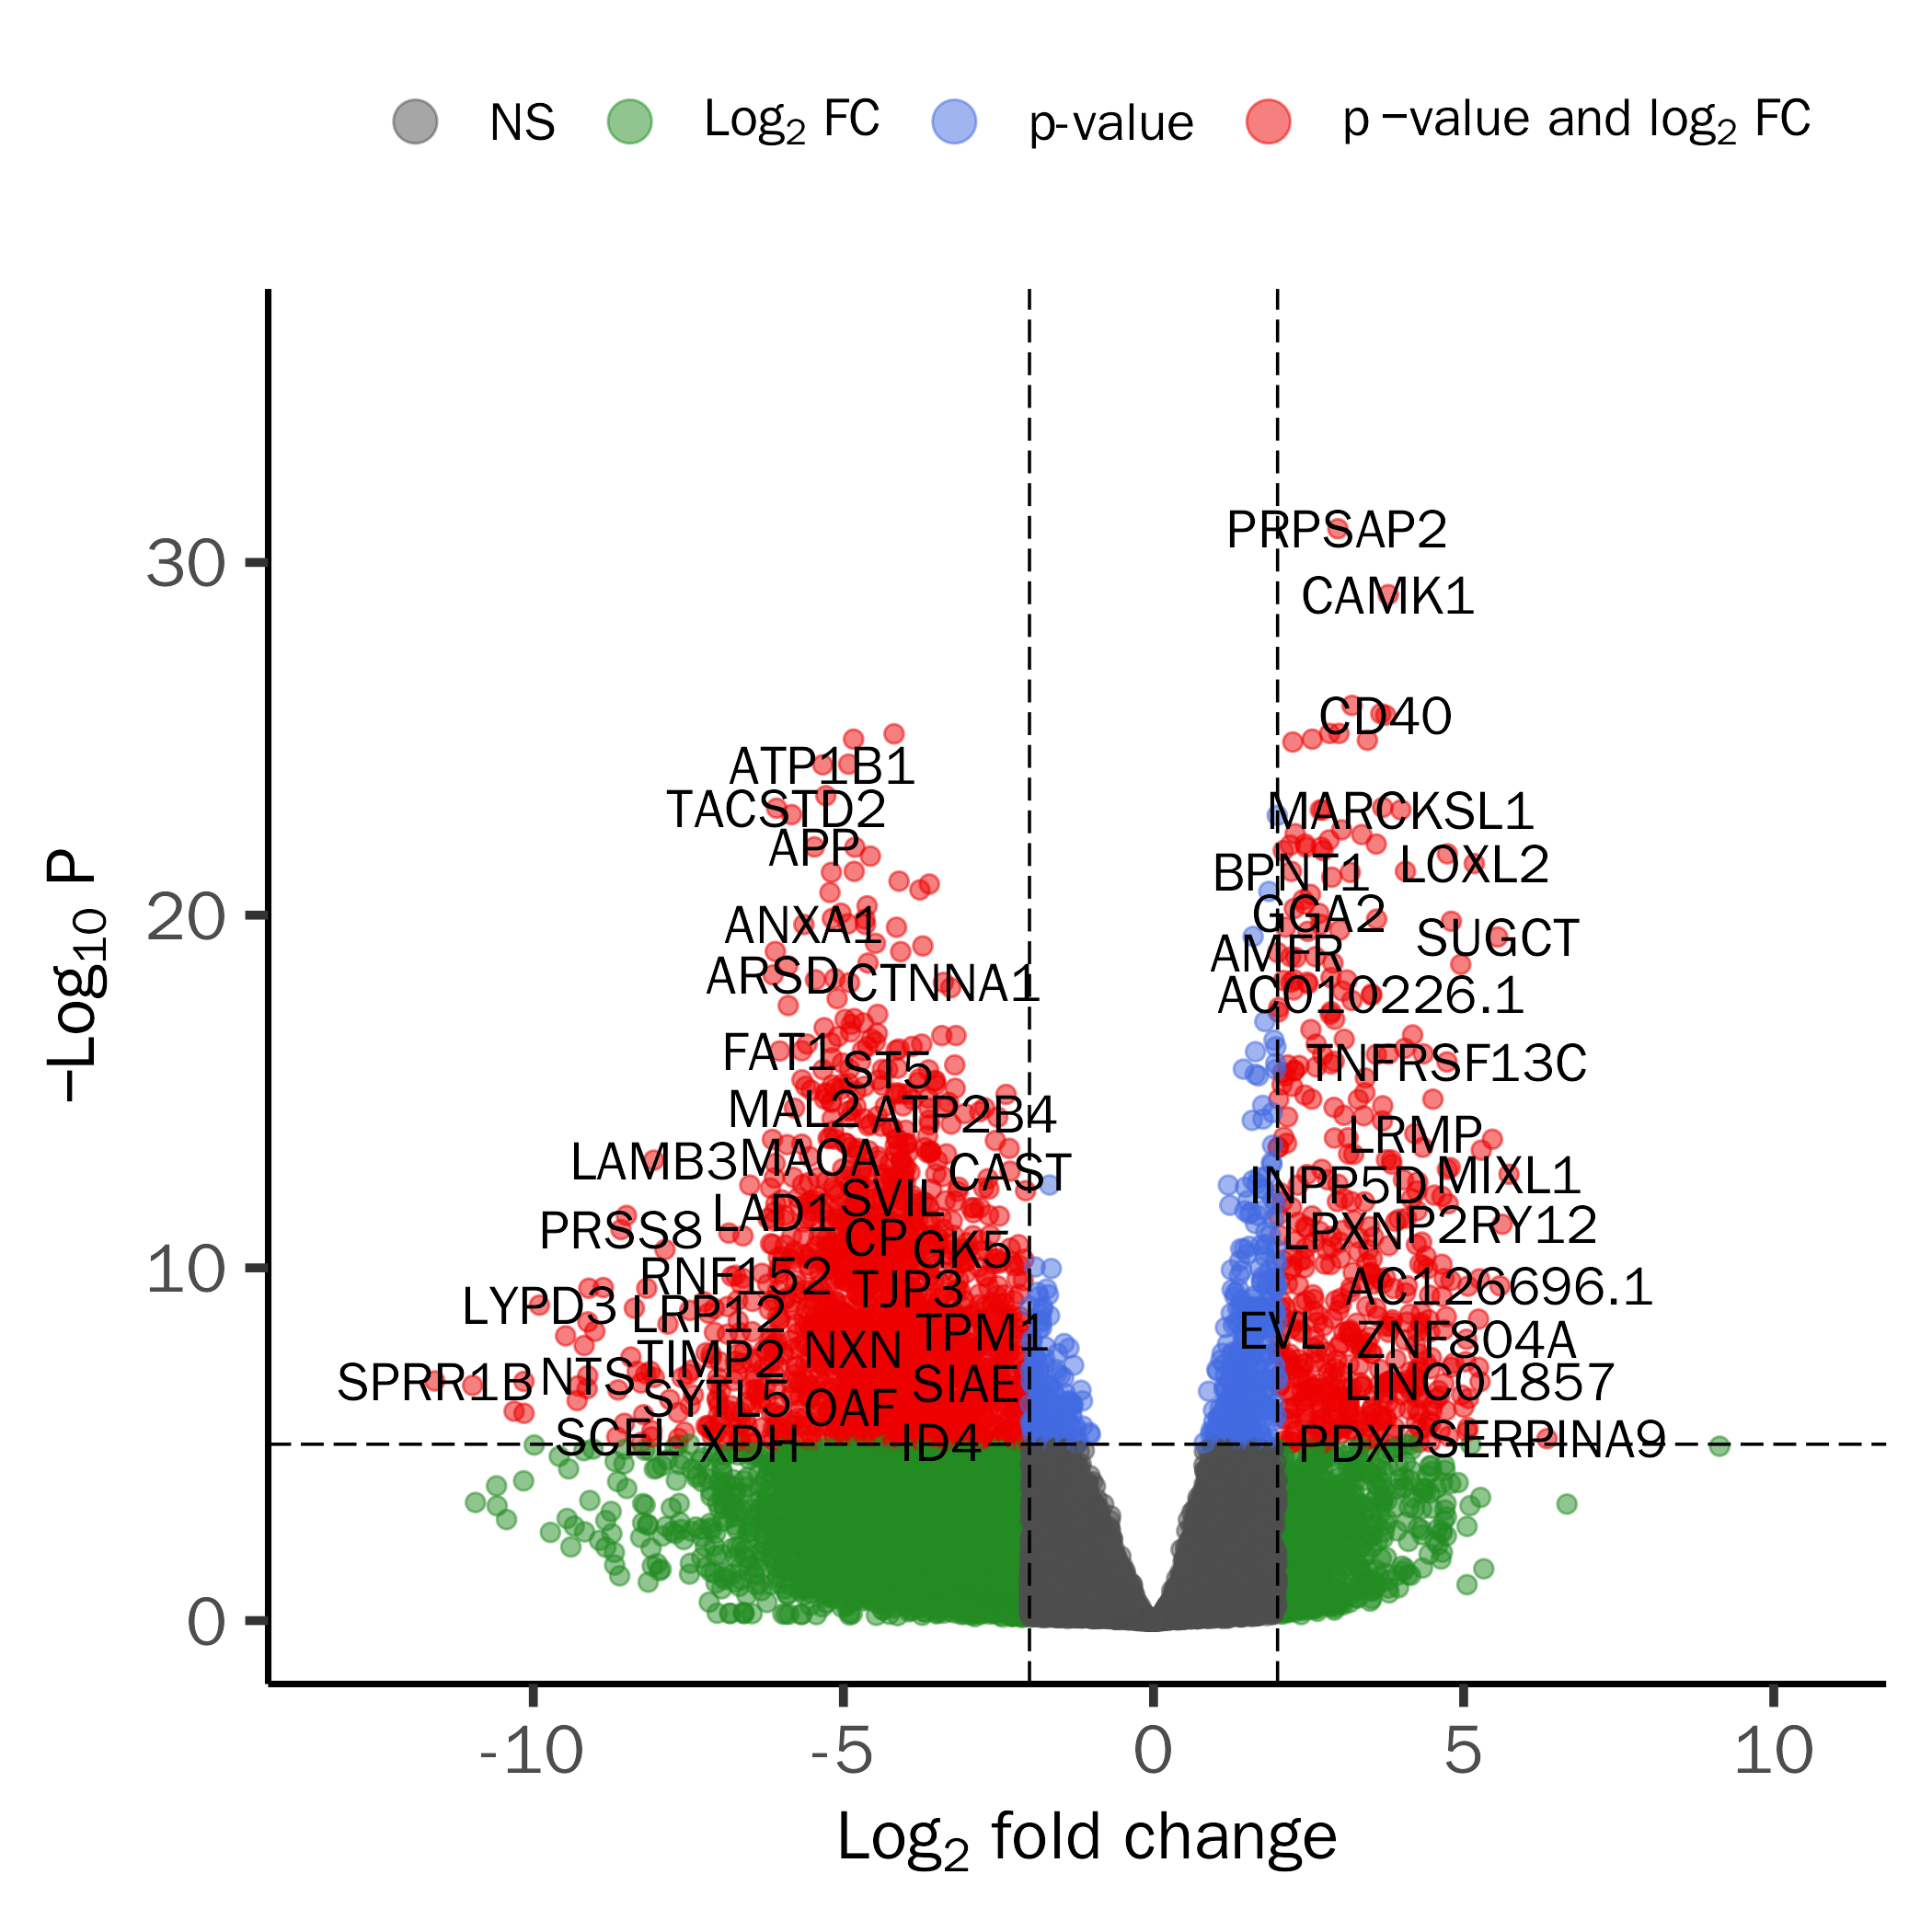 NS Log2 FC p-value p −value and log2 FC
PRPSAP2
CAMK1
CD40
ATP1B1
TACSTD2
MARCKSL1
APP
LOXL2
BPNT1
GGA2
ANXA1
SUGCT
AMFR
ARSD
CTNNA1
AC010226.1
FAT1
TNFRSF13C
ST5
MAL2
ATP2B4
LRMP
LAMB3
MAOA
CAST
MIXL1
INPP5D
SVIL
LAD1
P2RY12
PRSS8
LPXN
CP
GK5
RNF152
TJP3
AC126696.1
LYPD3
LRP12
TPM1
EVL
ZNF804A
NXN
TIMP2
NTS
SPRR1B
SIAE
LINC01857
SYTL5
OAF
SCEL
XDH
ID4
PDXP
SERPINA9
30
20
10
0
−Log10 P
-10 -5 0 5 10
Log2 fold change